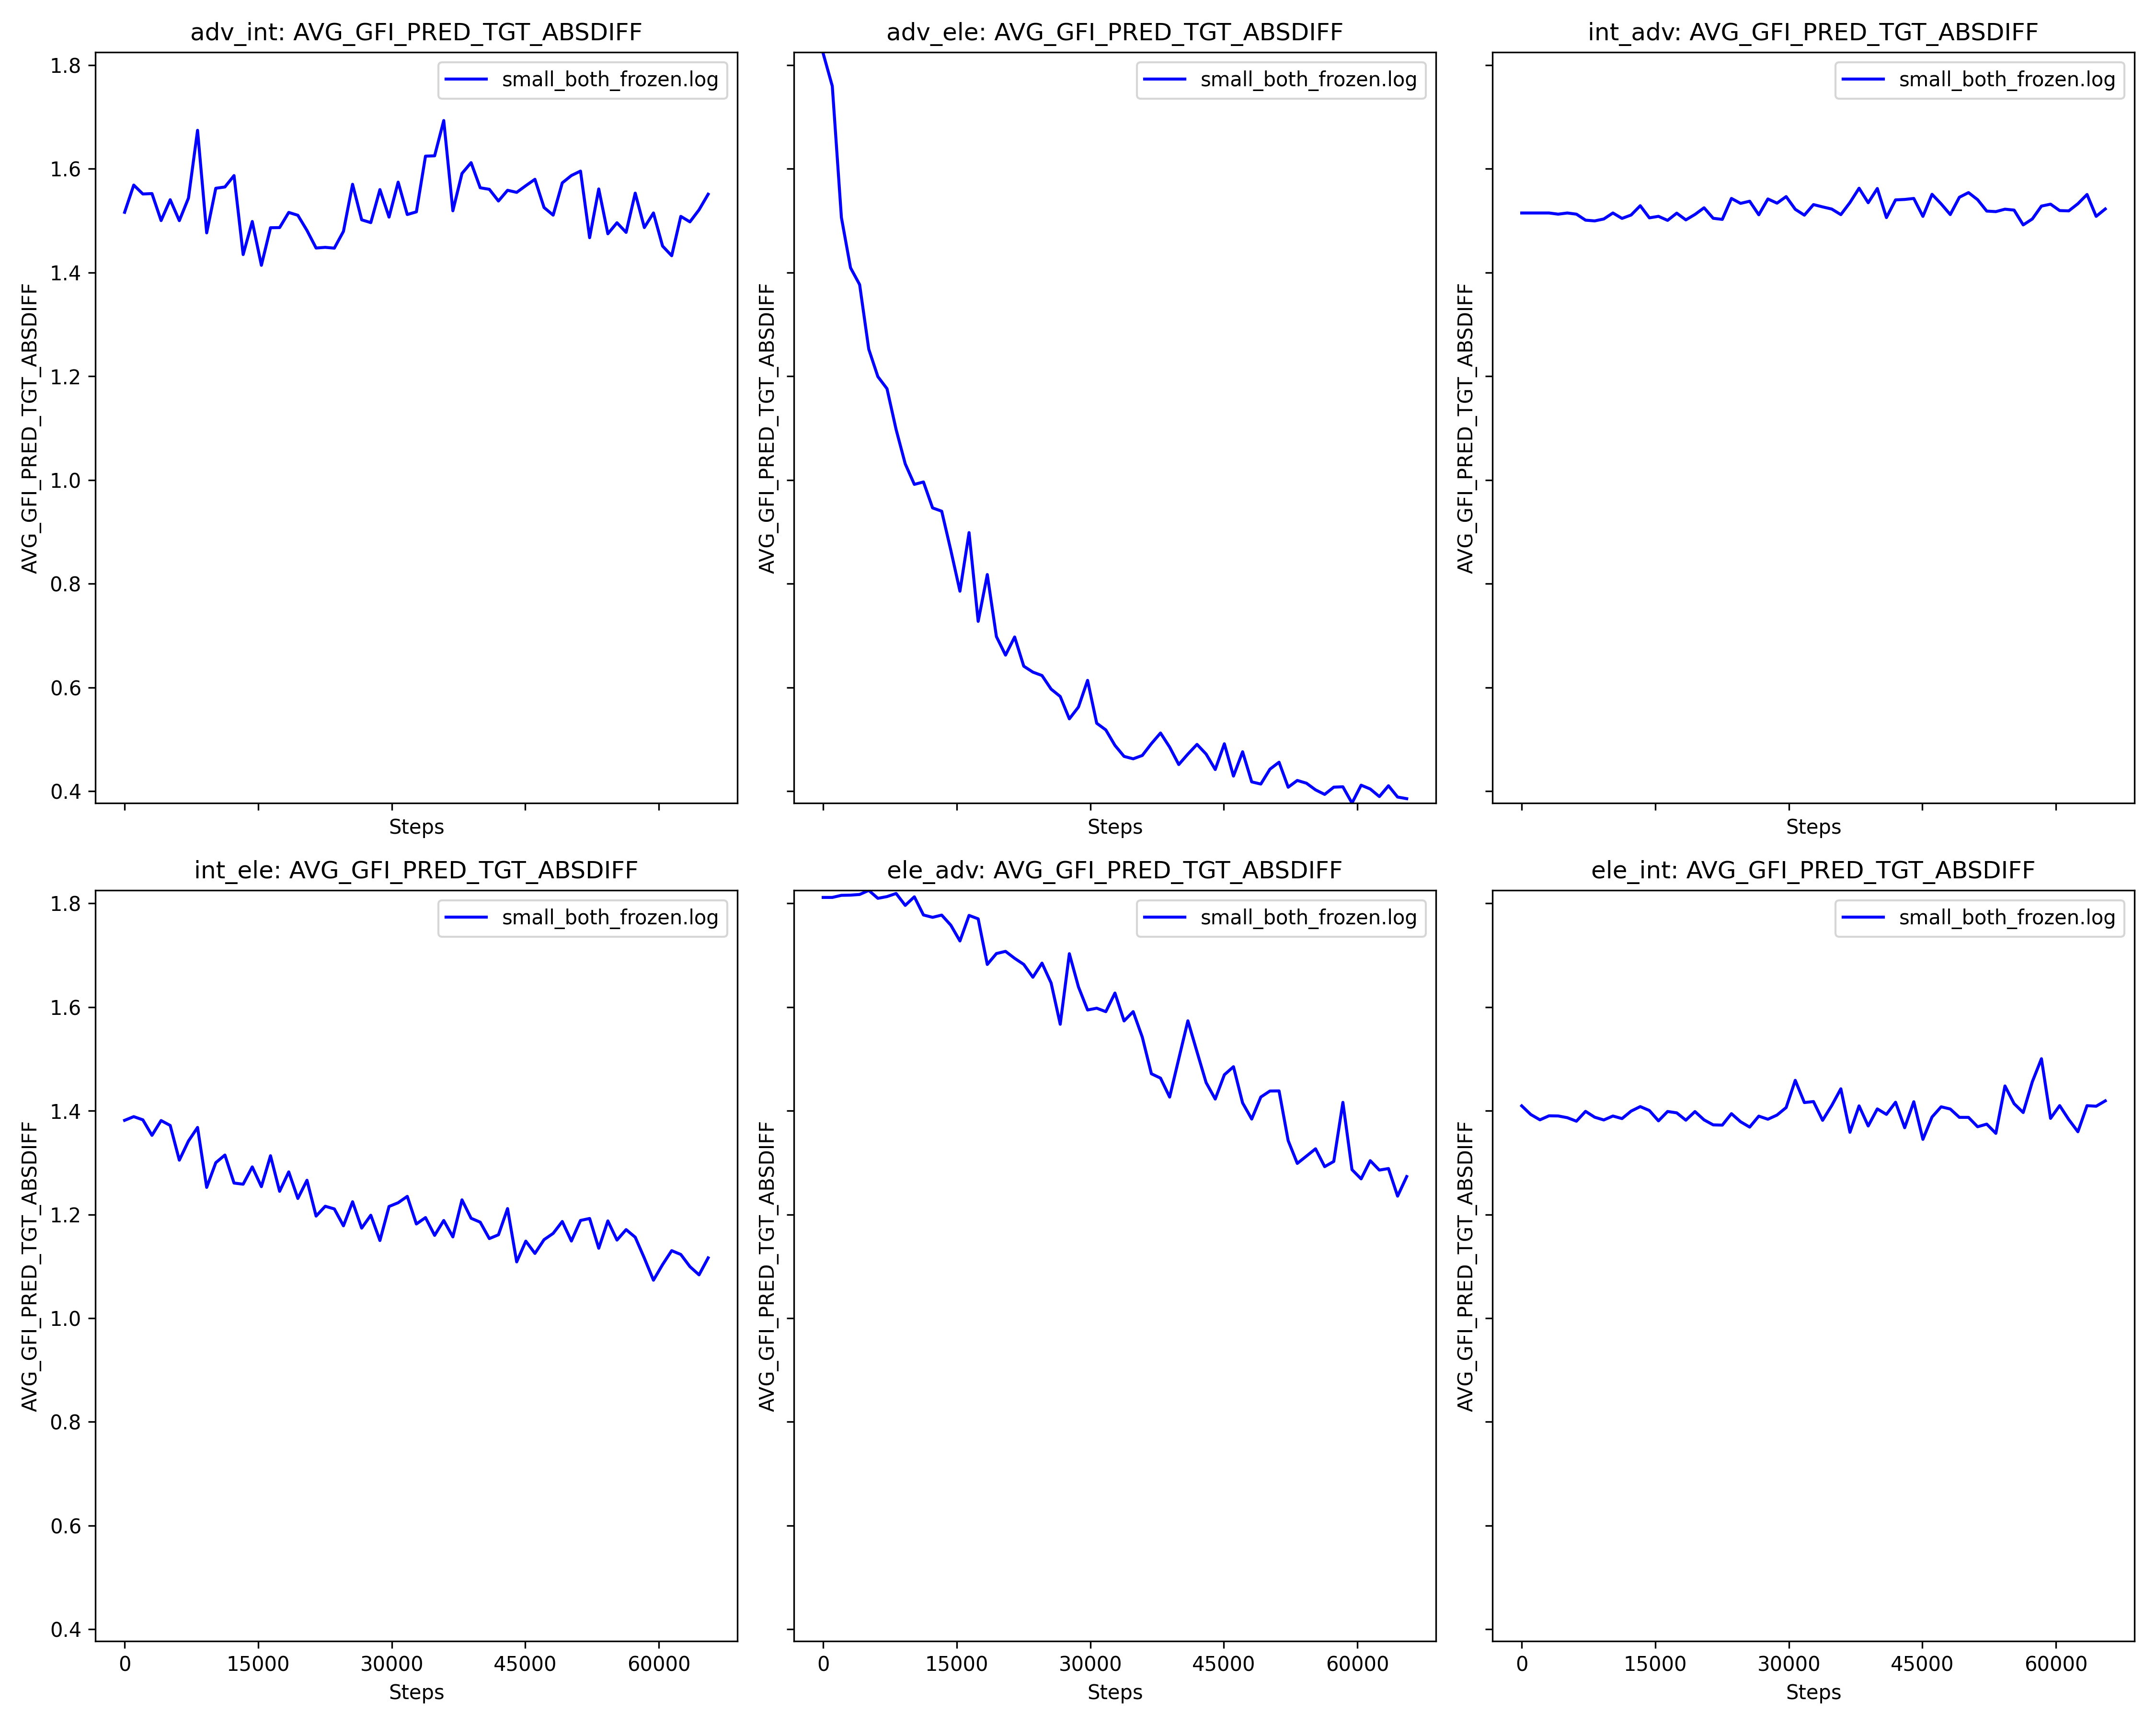 adv_int: AVG_GFI_PRED_TGT_ABSDIFF
small_both_frozen.log
AVG_GFI_PRED_TGT_ABSDIFF
1.8
1.6
1.4
1.2
1.0
0.8
0.6
0.4
Steps
adv_ele: AVG_GFI_PRED_TGT_ABSDIFF
small_both_frozen.log
AVG_GFI_PRED_TGT_ABSDIFF
Steps
int_adv: AVG_GFI_PRED_TGT_ABSDIFF
small_both_frozen.log
AVG_GFI_PRED_TGT_ABSDIFF
Steps
int_ele: AVG_GFI_PRED_TGT_ABSDIFF
small_both_frozen.log
AVG_GFI_PRED_TGT_ABSDIFF
1.8
1.6
1.4
1.2
1.0
0.8
0.6
0.4
0 15000 30000 45000 60000
Steps
ele_adv: AVG_GFI_PRED_TGT_ABSDIFF
small_both_frozen.log
AVG_GFI_PRED_TGT_ABSDIFF
0 15000 30000 45000 60000
Steps
ele_int: AVG_GFI_PRED_TGT_ABSDIFF
small_both_frozen.log
AVG_GFI_PRED_TGT_ABSDIFF
0 15000 30000 45000 60000
Steps